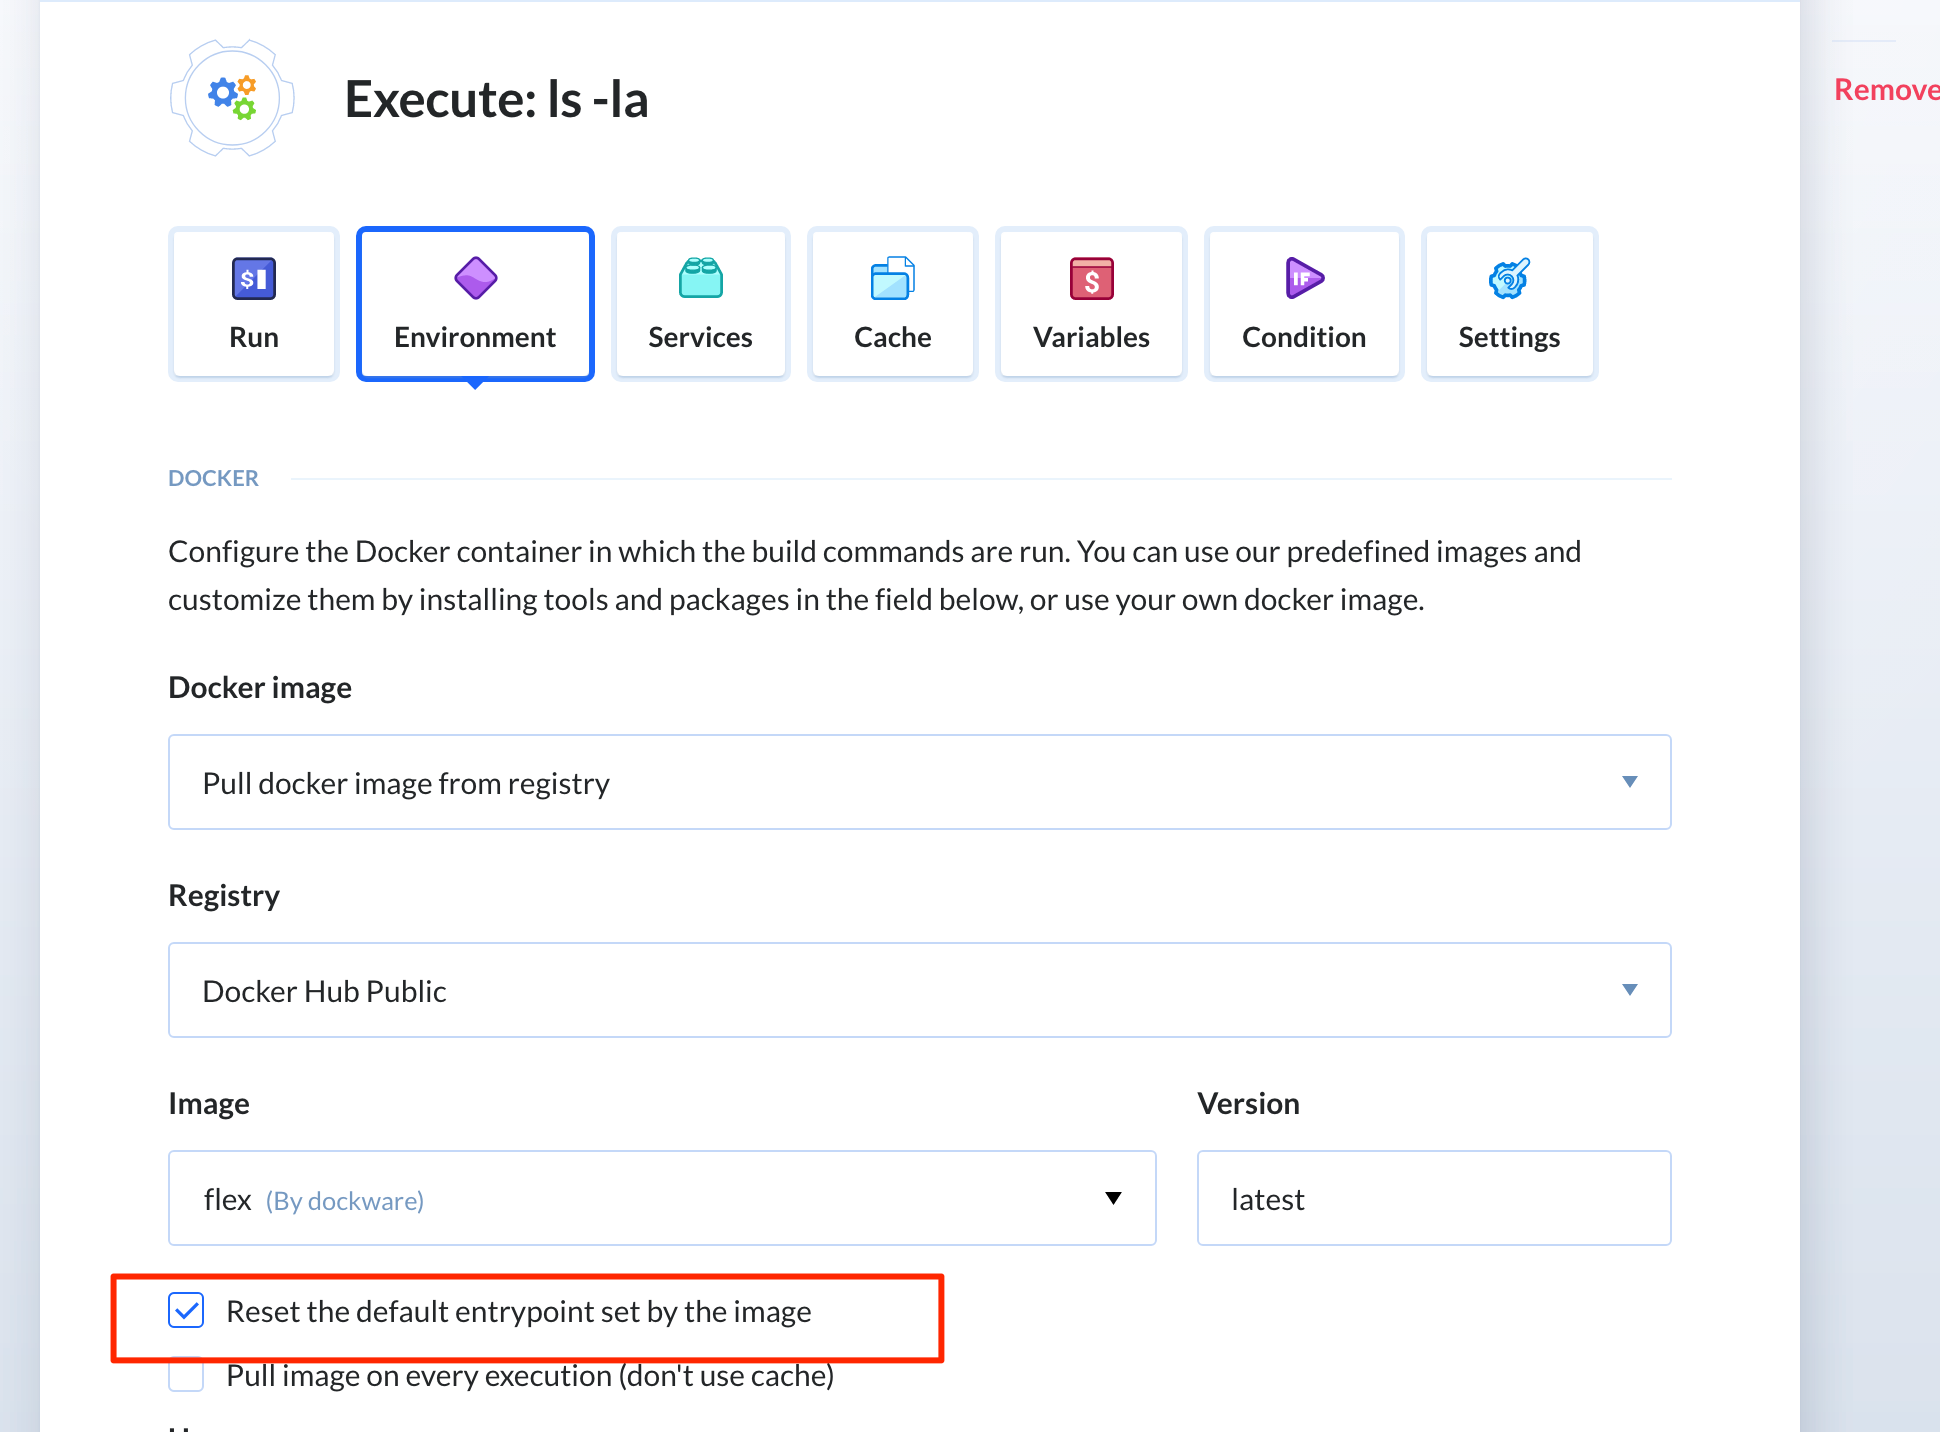 Execute: ls -la
Remove
$
$
IF
Run
Environment
Services
Cache
Variables
Condition
Settings
DOCKER
Configure the Docker container in which the build commands are run. You can use our predefined images and
customize them by installing tools and packages in the field below, or use your own docker image.
Docker image
Pull docker image from registry
Registry
Docker Hub Public
Image
Version
flex (By dockware)
latest
Reset the default entrypoint set by the image
Pull image on every execution (don't use cache)